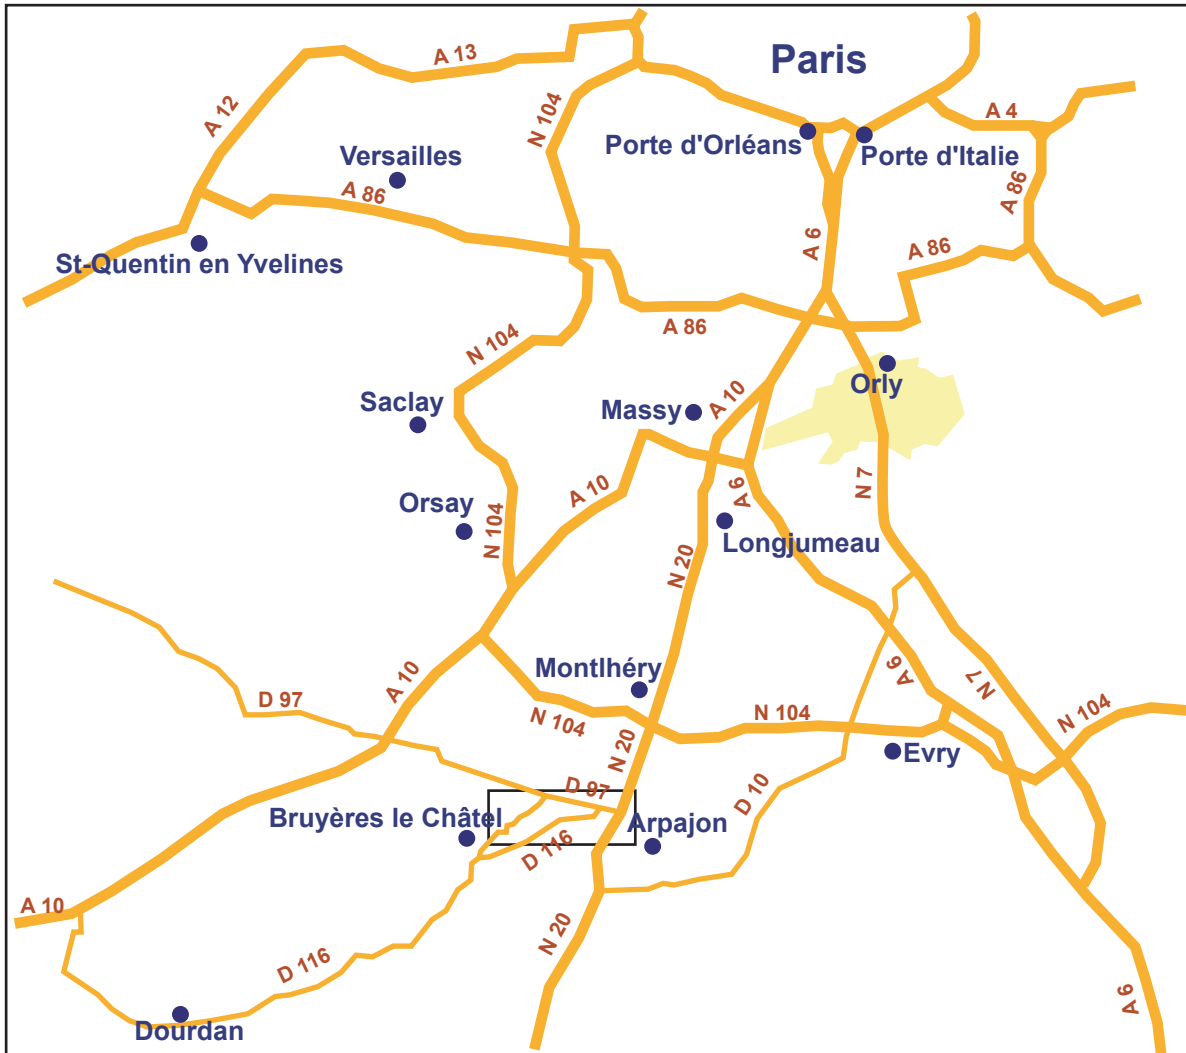 A 13
Paris
A 12
N 104
A 4
Porte d'Orléans
Porte d'Italie
Versailles
A 86
A 86
A 6
St-Quentin en Yvelines
A 86
A 86
N 104
Orly
Saclay
Massy
A 10
A 10
A 6
N 7
Orsay
N 104
Longjumeau
N 20
Montlhéry
A 10
A 6
N 7
D 97
N 104
N 104
N 104
N 20
Evry
D 97
D 10
Bruyères le Châtel
Arpajon
D 116
A 10
N 20
D 116
A 6
Dourdan